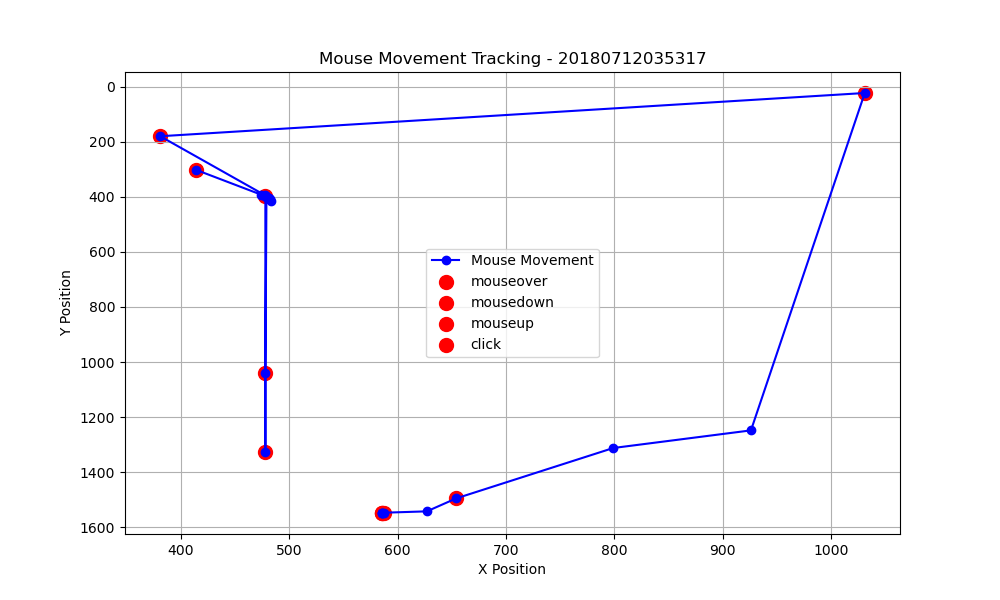 Mouse Movement Tracking - 20180712035317
0
200
400
600
800
1000
1200
1400
1600
Y Position
Mouse Movement
mouseover
mousedown
mouseup
click
400 500 600 700 800 900 1000
X Position